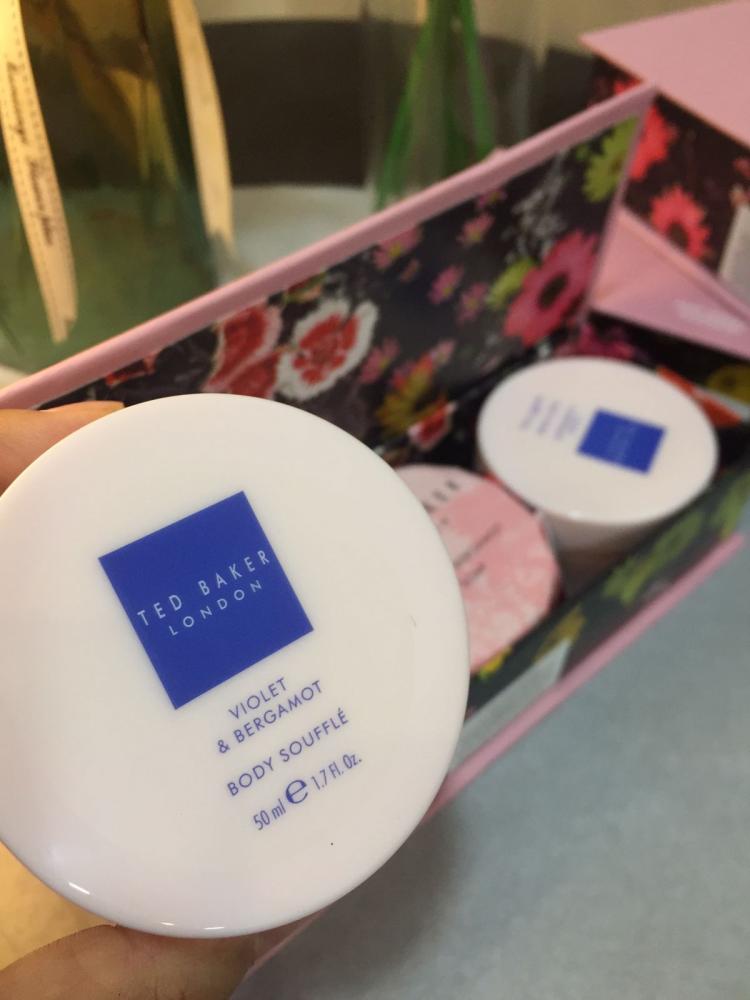 TED BAKER
LONDON
VIOLET
& BERGAMOT
BODY SOUFFLÉ
50 ml e 1.7 Fl. Oz.